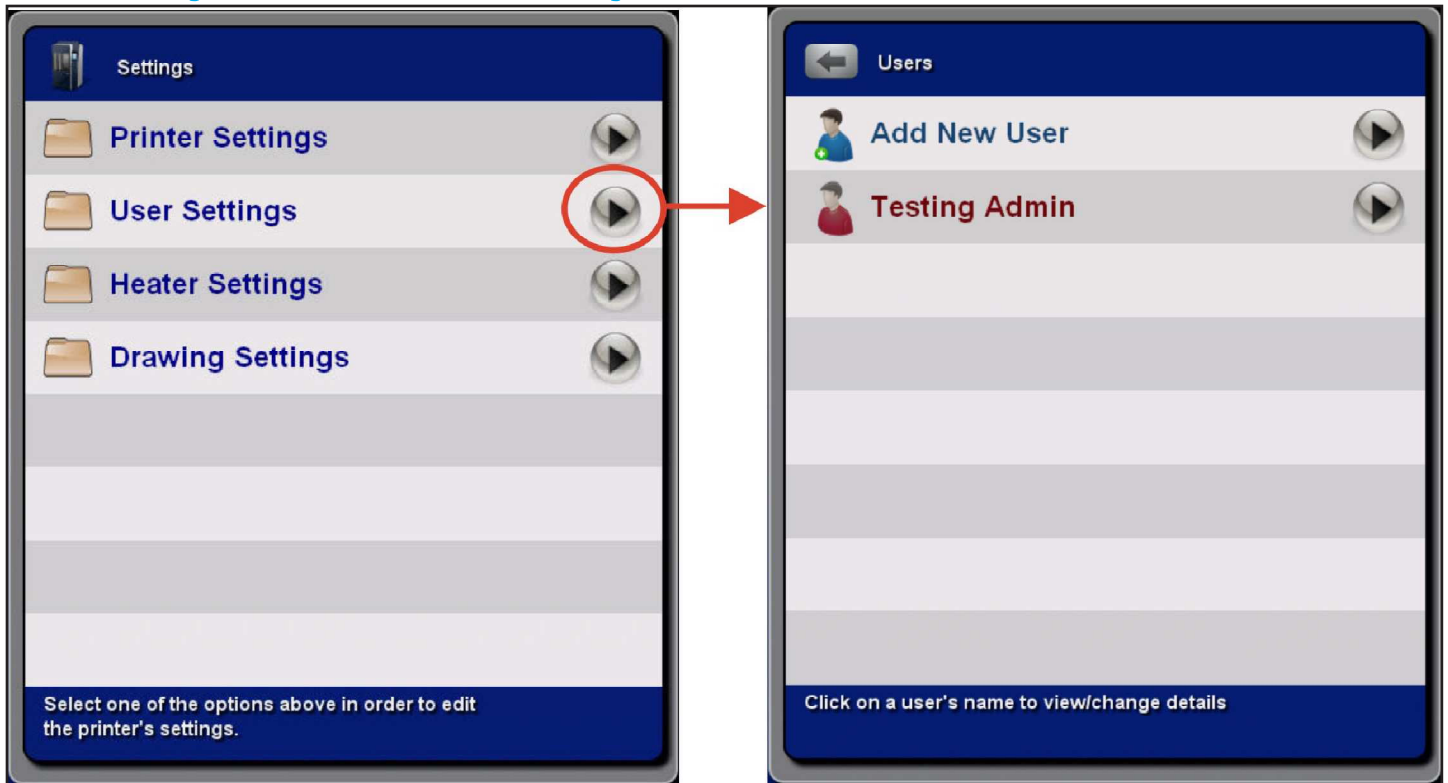 Settings
Printer Settings
User Settings
Heater Settings
Drawing Settings
Select one of the options above in order to edit
the printer's settings.
Users
Add New User
Testing Admin
Click on a user's name to view/change details